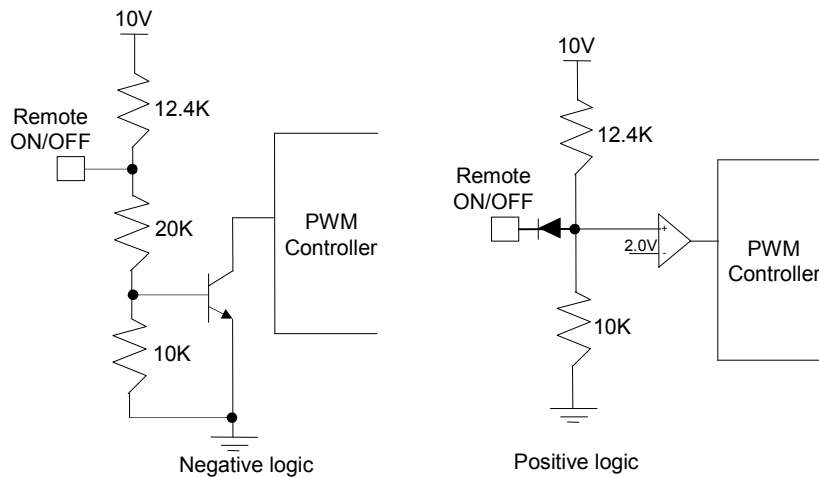 10V
12.4K
Remote
ON/OFF
20K
10K
PWM
Controller
Negative logic
10V
12.4K
Remote
ON/OFF
+
2.0V
-
10K
PWM
Controller
Positive logic